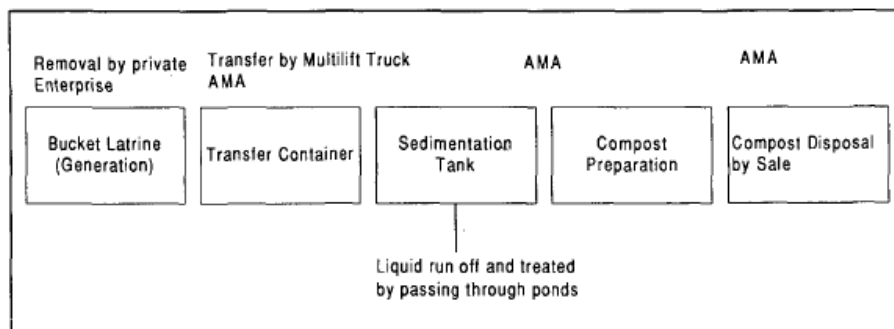 Removal by private
Enterprise
Transfer by Multilift Truck
AMA
AMA
AMA
Bucket Latrine
(Generation)
Transfer Container
Sedimentation
Tank
Compost
Preparation
Compost Disposal
by Sale
Liquid run off and treated
by passing through ponds